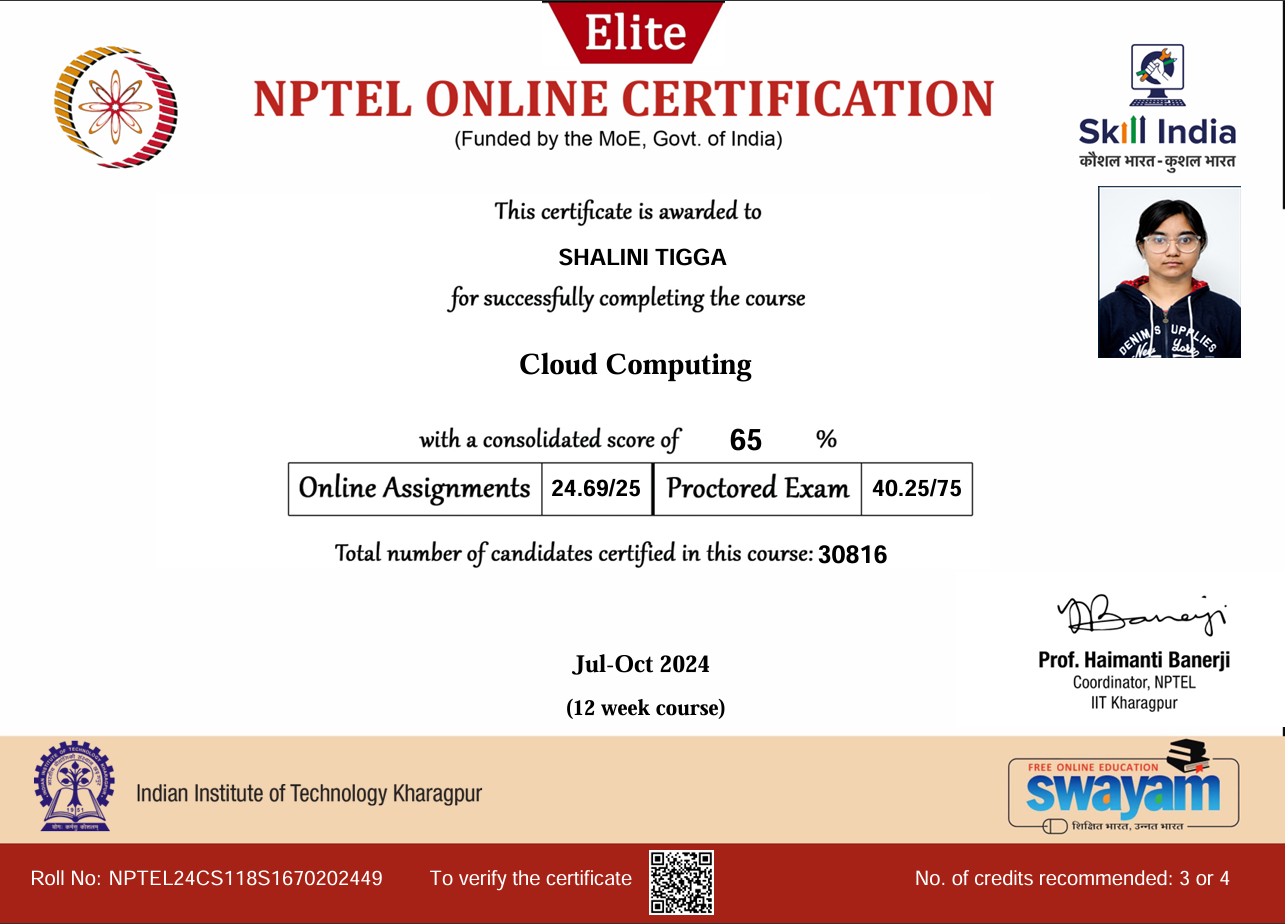 Elite
NPTEL ONLINE CERTIFICATION
(Funded by the MoE, Govt. of India)
Skill India
कौशल भारत - कुशल भारत
This certificate is awarded to
SHALINI TIGGA
for successfully completing the course
DENIM & SUPPLIES
New York
Cloud Computing
with a consolidated score of 65 %
Online Assignments 24.69/25 Proctored Exam 40.25/75
Total number of candidates certified in this course: 30816
Prof. Haimanti Banerji
Coordinator, NPTEL
IIT Kharagpur
Jul-Oct 2024
(12 week course)
Indian Institute of Technology Kharagpur
1951
FREE ONLINE EDUCATION
swayam
शिक्षित भारत, उन्नत भारत
Roll No: NPTEL24CS118S1670202449 To verify the certificate No. of credits recommended: 3 or 4